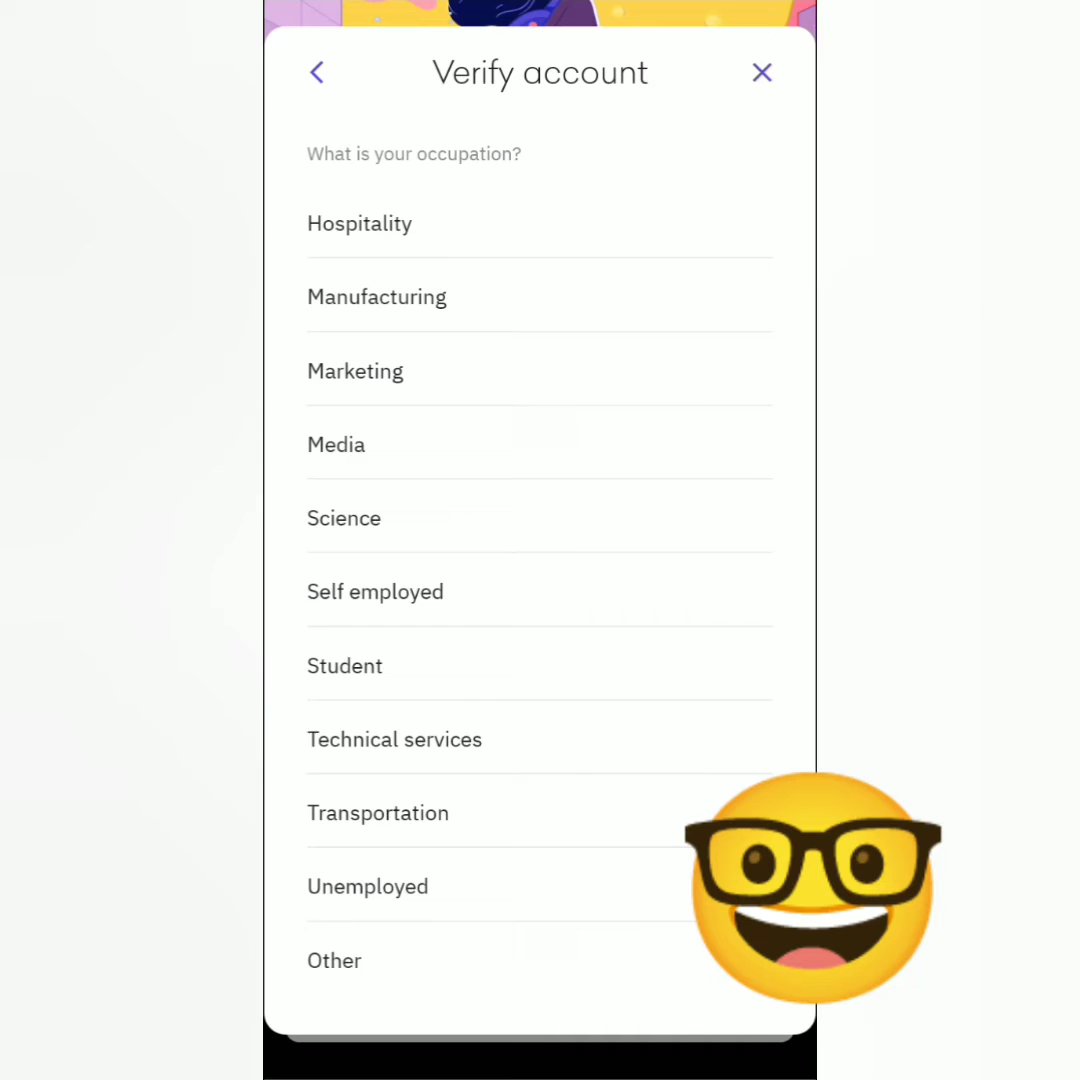 Verify account
What is your occupation?
Hospitality
Manufacturing
Marketing
Media
Science
Self employed
Student
Technical services
Transportation
Unemployed
Other